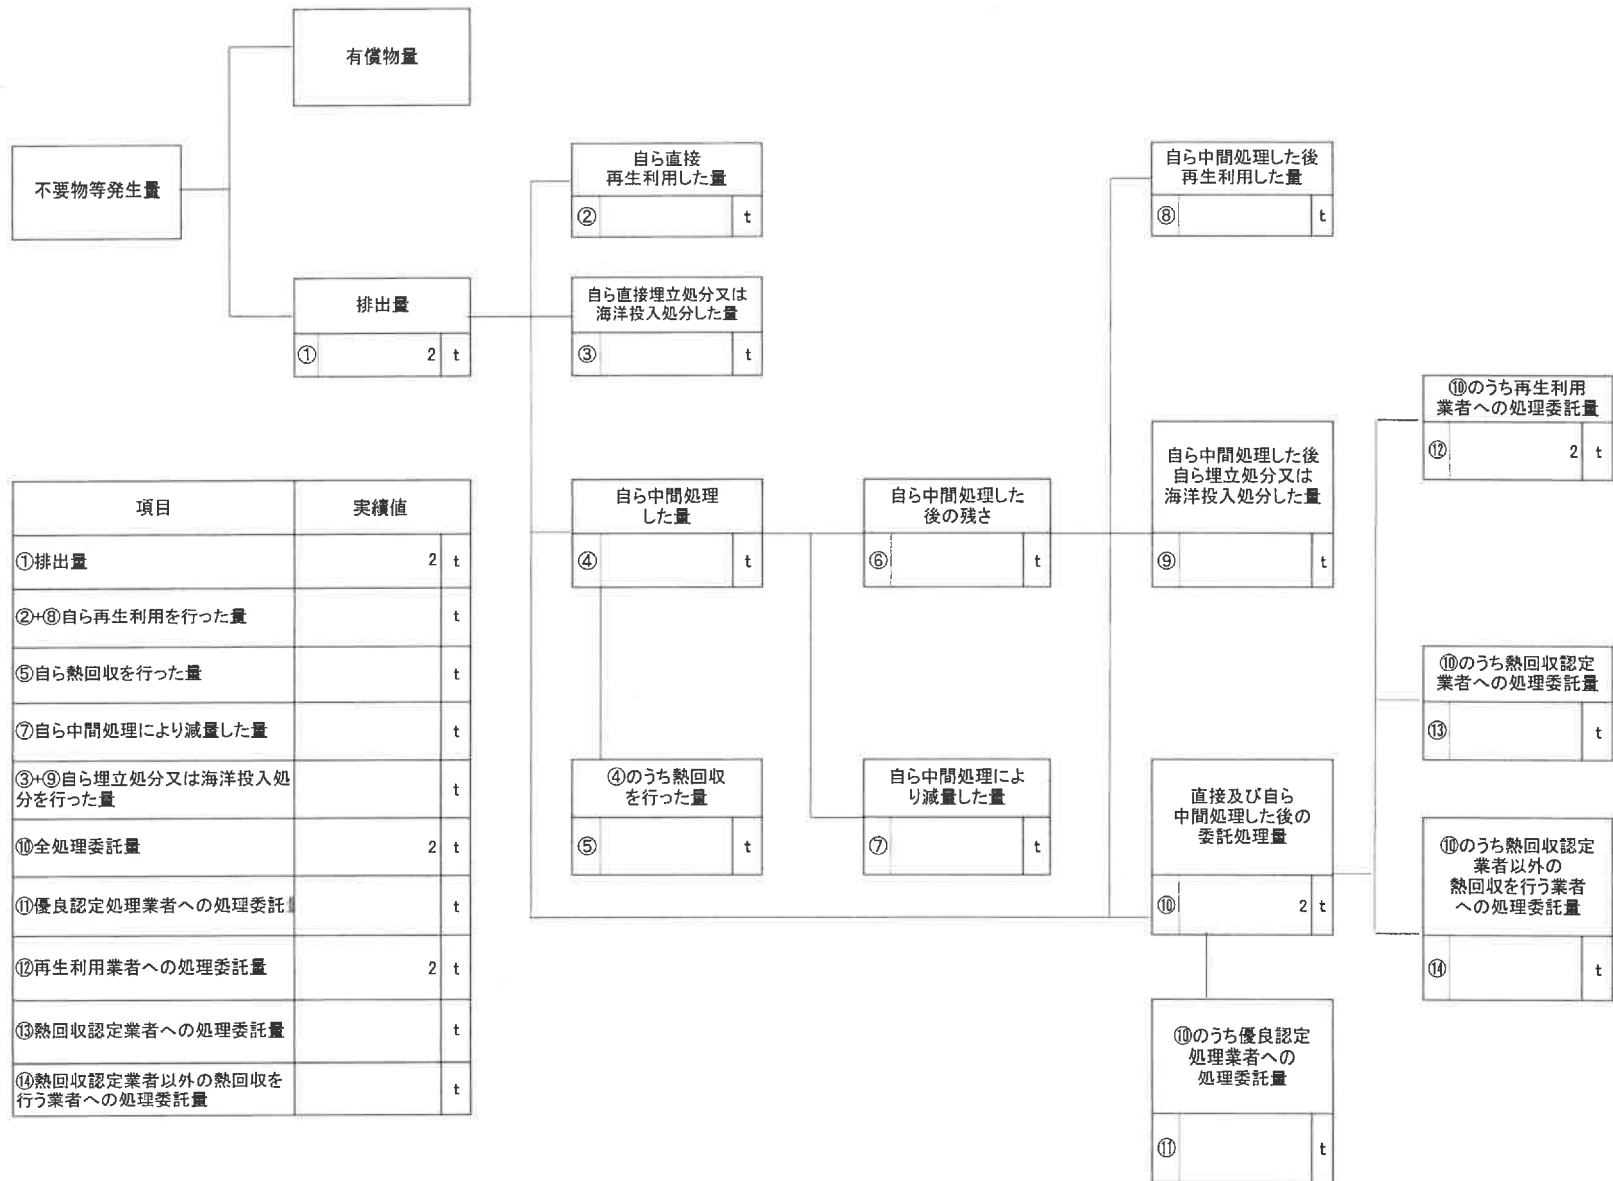 有償物量
不要物等発生量
排出量
① 2 t
自ら直接
再生利用した量
② t
自ら直接埋立処分又は
海洋投入処分した量
③ t
自ら中間処理
した量
④ t
④のうち熱回収
を行った量
⑤ t
自ら中間処理した
後の残さ
⑥ t
自ら中間処理によ
り減量した量
⑦ t
自ら中間処理した後
再生利用した量
⑧ t
自ら中間処理した後
自ら埋立処分又は
海洋投入処分した量
⑨ t
直接及び自ら
中間処理した後の
委託処理量
⑩ 2 t
⑩のうち優良認定
処理業者への
処理委託量
⑪ t
⑩のうち再生利用
業者への処理委託量
⑫ 2 t
⑩のうち熱回収認定
業者への処理委託量
⑬ t
⑩のうち熱回収認定
業者以外の
熱回収を行う業者
への処理委託量
⑭ t
項目 実績値
①排出量 2 t
②+⑧自ら再生利用を行った量 t
⑤自ら熱回収を行った量 t
⑦自ら中間処理により減量した量 t
③+⑨自ら埋立処分又は海洋投入処
分を行った量 t
⑩全処理委託量 2 t
⑪優良認定処理業者への処理委託 t
⑫再生利用業者への処理委託量 2 t
⑬熱回収認定業者への処理委託量 t
⑭熱回収認定業者以外の熱回収を
行う業者への処理委託量 t